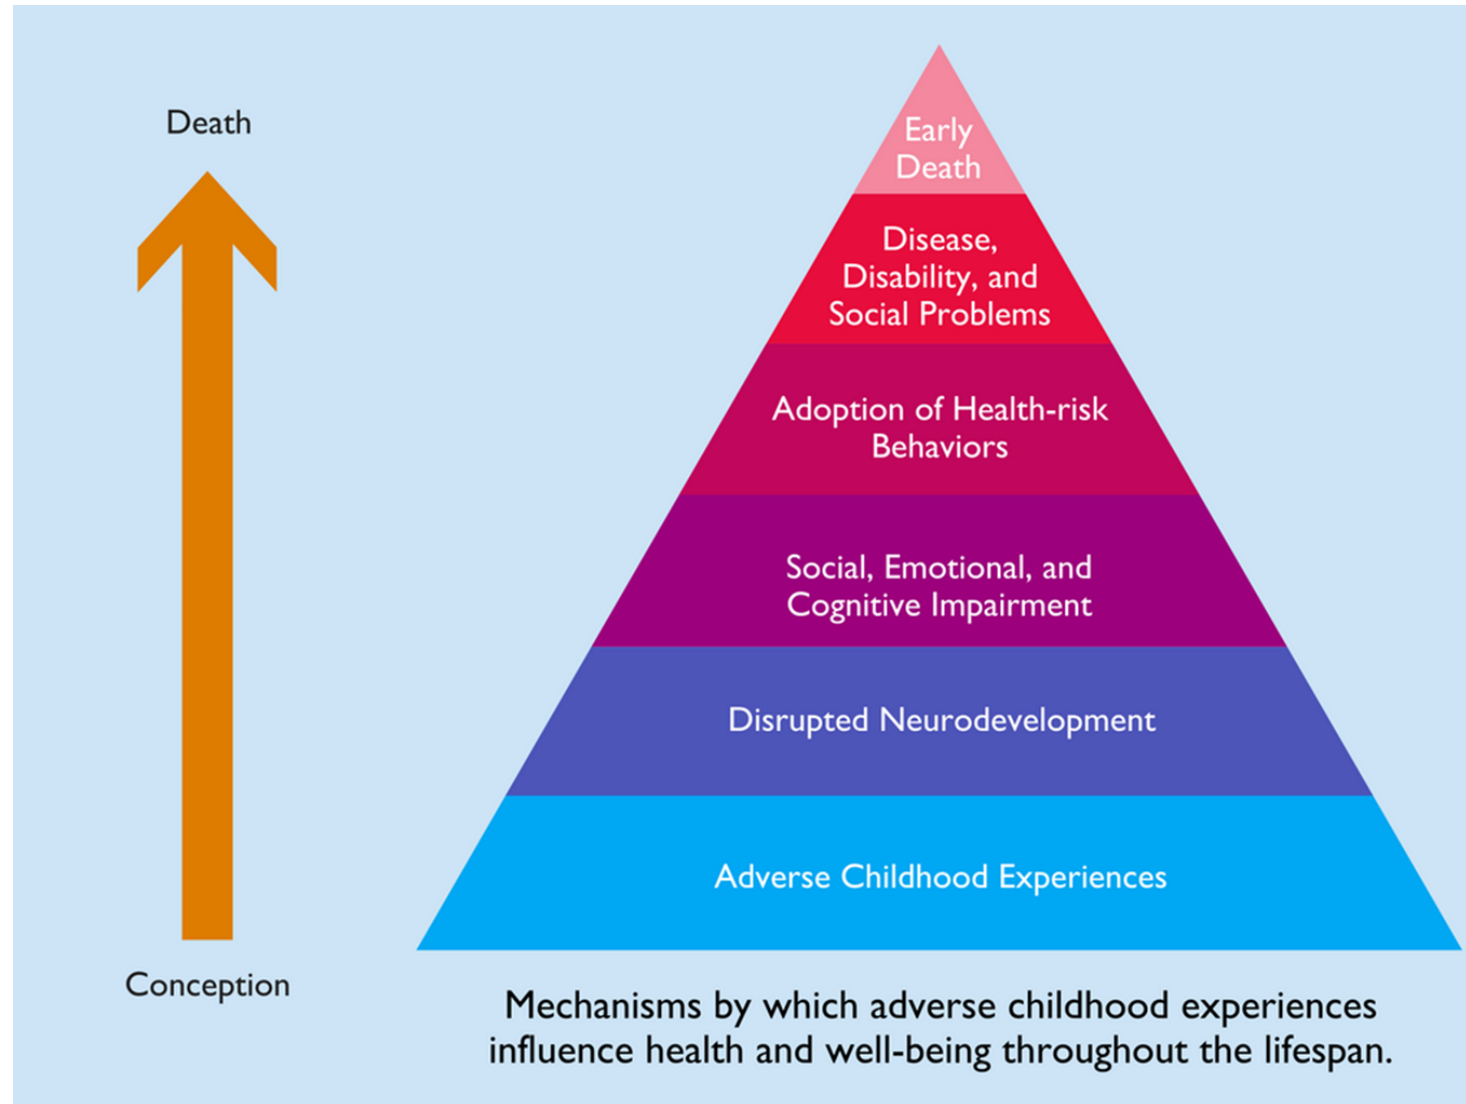 Death
Conception
Early
Death
Disease,
Disability, and
Social Problems
Adoption of Health-risk
Behaviors
Social, Emotional, and
Cognitive Impairment
Disrupted Neurodevelopment
Adverse Childhood Experiences
Mechanisms by which adverse childhood experiences
influence health and well-being throughout the lifespan.